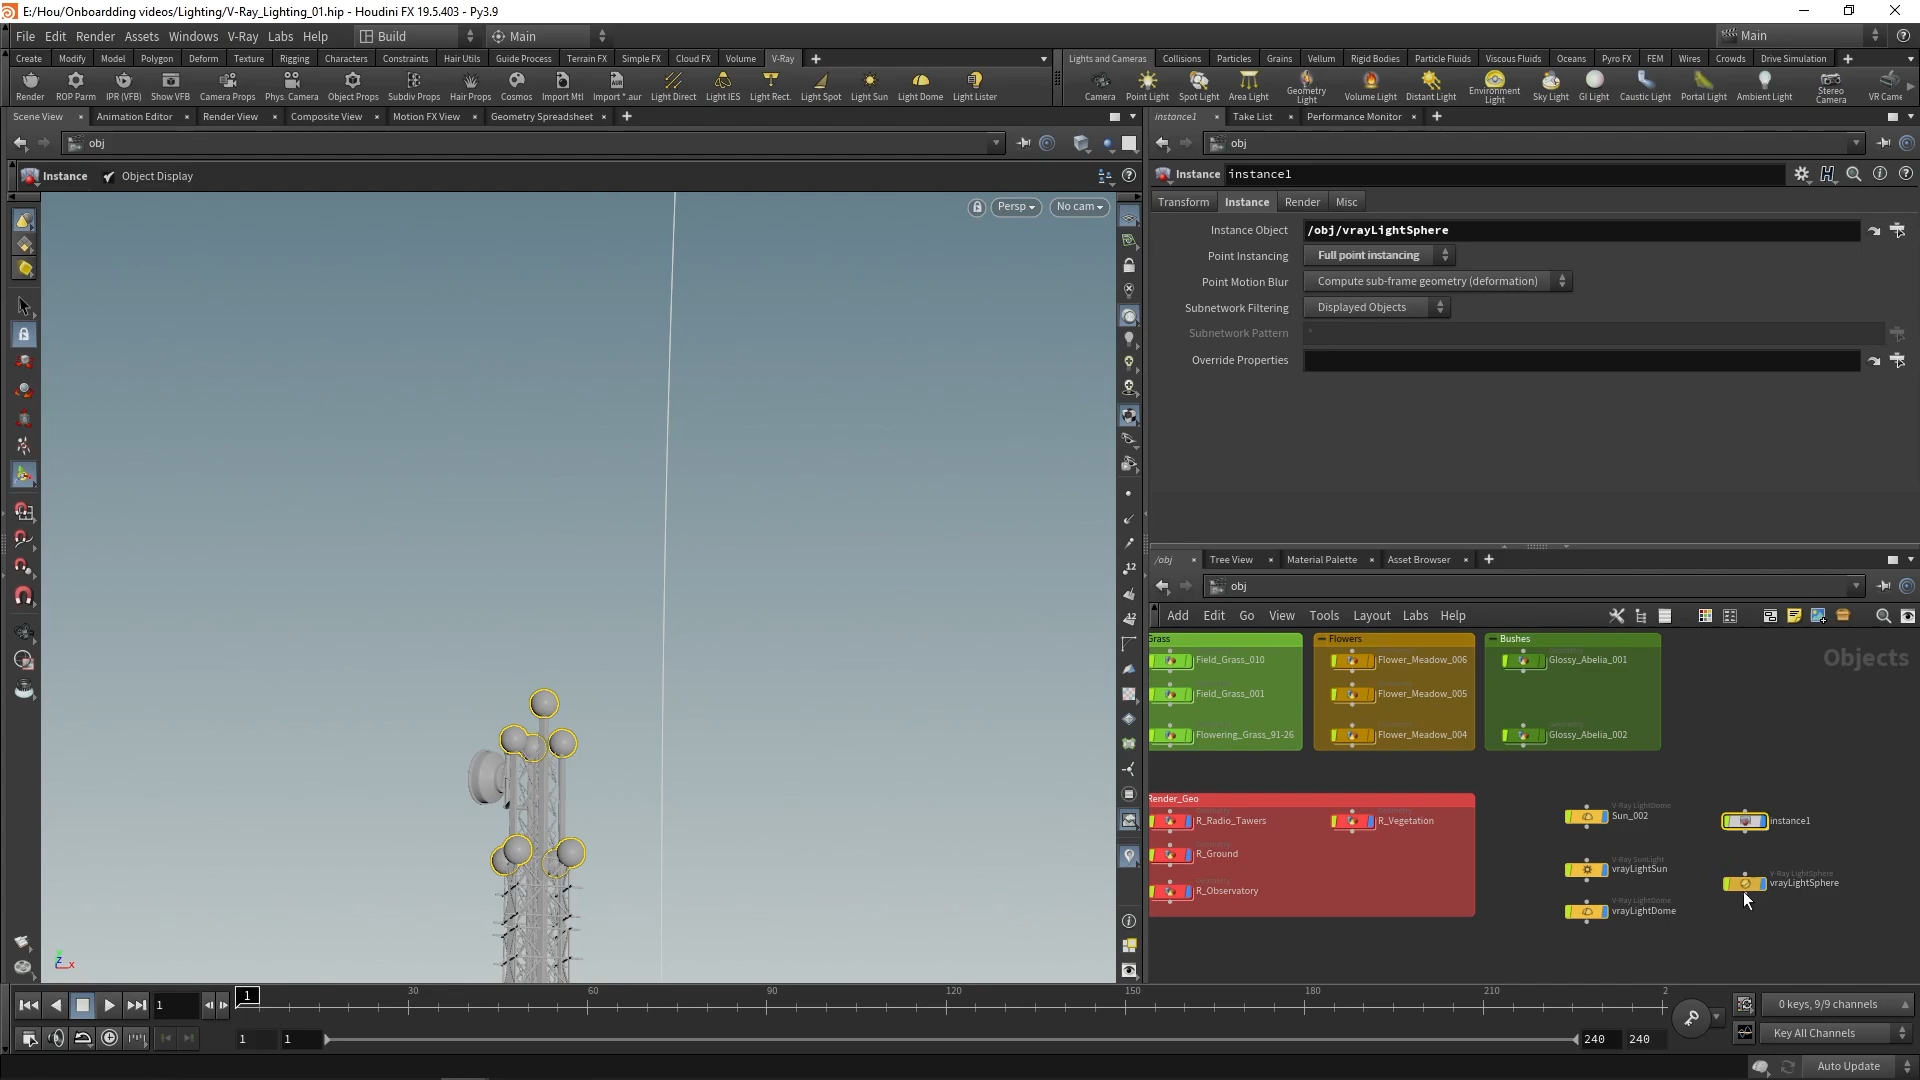 E:/Hou/Onboardding videos/Lighting/V-Ray_Lighting_01.hip - Houdini FX 19.5.403 - Py3.9
File Edit Render Assets Windows V-Ray Labs Help Build Main Main
Create Modify Model Polygon Deform Texture Rigging Characters Constraints Hair Utils Guide Process Terrain FX Simple FX Cloud FX Volume V-Ray
Lights and Cameras Collisions Particles Grains Vellum Rigid Bodies Particle Fluids Viscous Fluids Oceans Pyro FX FEM Wires Crowds Drive Simulation
Render ROP Parm IPR (VFB) Show VFB Camera Props Phys. Camera Object Props Subdiv Props Hair Props Cosmos Import Mtl Import *.aur Light Direct Light IES Light Rect. Light Spot Light Sun Light Dome Light Lister
Camera Point Light Spot Light Area Light Geometry Light Volume Light Distant Light Environment Light Sky Light GI Light Caustic Light Portal Light Ambient Light Stereo Camera VR Came
Scene View Animation Editor Render View Composite View Motion FX View Geometry Spreadsheet
instance1 Take List Performance Monitor
obj
obj
Instance Object Display
Instance instance1
Persp No cam
Transform Instance Render Misc
Instance Object /obj/vrayLightSphere
Point Instancing Full point instancing
Point Motion Blur Compute sub-frame geometry (deformation)
Subnetwork Filtering Displayed Objects
Subnetwork Pattern *
Override Properties
/obj Tree View Material Palette Asset Browser
obj
Add Edit Go View Tools Layout Labs Help
Grass Flowers Bushes
Objects
Field_Grass_010 Flower_Meadow_006 Glossy_Abelia_001
Field_Grass_001 Flower_Meadow_005
Flowering_Grass_91-26 Flower_Meadow_004 Glossy_Abelia_002
Render_Geo
R_Radio_Tawers R_Vegetation
R_Ground
R_Observatory
V-Ray LightDome
Sun_002
instance1
V-Ray SunLight
vrayLightSun
V-Ray LightSphere
vrayLightSphere
V-Ray LightDome
vrayLightDome
12
12
z x
1 1 30 60 90 120 150 180 210 2
0 keys, 9/9 channels
1 1 240 240
Key All Channels
Auto Update